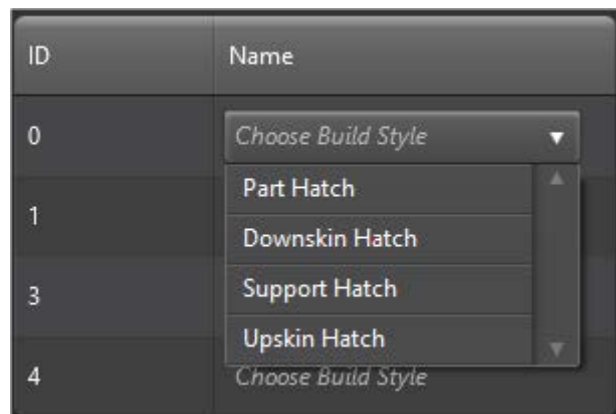 ID Name
0 Choose Build Style
Part Hatch
1
Downskin Hatch
3 Support Hatch
Upskin Hatch
4 Choose Build Style